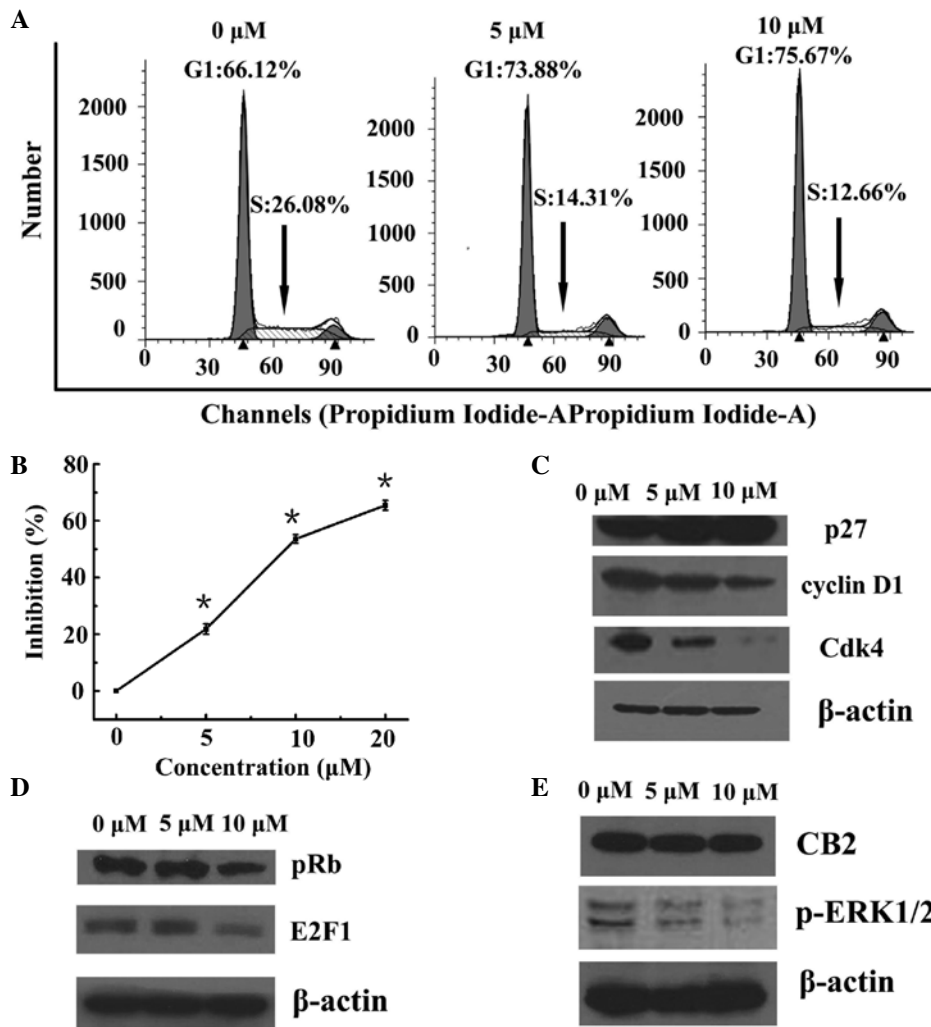 A
0 μM
5 μM
10 μM
G1:66.12%
G1:73.88%
G1:75.67%
S:26.08%
S:14.31%
S:12.66%
Number
2000
1500
1000
500
0
0 30 60 90
2000
1500
1000
500
0
0 30 60 90
2000
1500
1000
500
0
0 30 60 90
Channels (Propidium Iodide-APropidium Iodide-A)
B
Inhibition (%)
80
60
40
20
0
* * *
0 5 10 20
Concentration (μM)
C
0 μM 5 μM 10 μM
p27
cyclin D1
Cdk4
β-actin
D
0 μM 5 μM 10 μM
pRb
E2F1
β-actin
E
0 μM 5 μM 10 μM
CB2
p-ERK1/2
β-actin